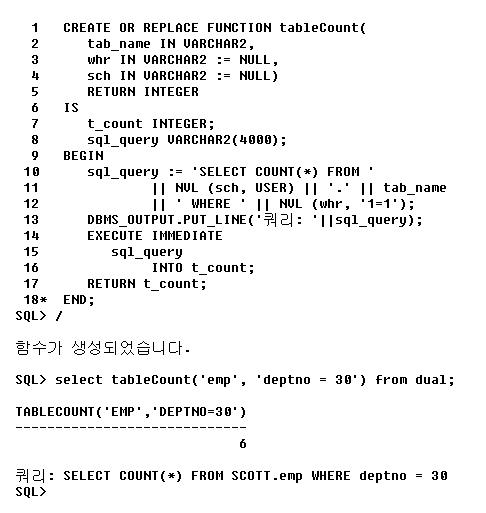 1 CREATE OR REPLACE FUNCTION tableCount(
2 tab_name IN VARCHAR2,
3 whr IN VARCHAR2 := NULL,
4 sch IN VARCHAR2 := NULL)
5 RETURN INTEGER
6 IS
7 t_count INTEGER;
8 sql_query VARCHAR2(4000);
9 BEGIN
10 sql_query := 'SELECT COUNT(*) FROM '
11 || NVL (sch, USER) || '.' || tab_name
12 || ' WHERE ' || NVL (whr, '1=1');
13 DBMS_OUTPUT.PUT_LINE('쿼리: '||sql_query);
14 EXECUTE IMMEDIATE
15 sql_query
16 INTO t_count;
17 RETURN t_count;
18* END;
SQL> /
함수가 생성되었습니다.
SQL> select tableCount('emp', 'deptno = 30') from dual;
TABLECOUNT('EMP','DEPTNO=30')
-----------------------------
6
쿼리: SELECT COUNT(*) FROM SCOTT.emp WHERE deptno = 30
SQL>